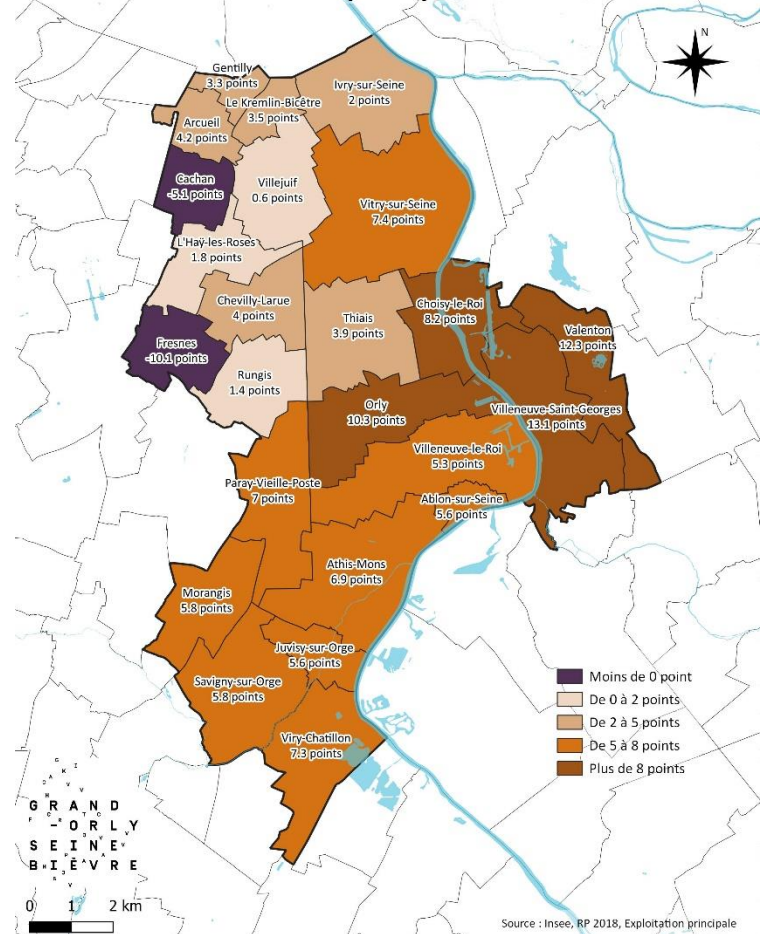 N
Gentilly
3.3 points
Ivry-sur-Seine
2 points
Le Kremlin-Bicêtre
3.5 points
Arcueil
4.2 points
Cachan
-5.1 points
Villejuif
0.6 points
Vitry-sur-Seine
7.4 points
L'Haÿ-les-Roses
1.8 points
Chevilly-Larue
4 points
Thiais
3.9 points
Choisy-le-Roi
8.2 points
Valenton
12.3 points
Fresnes
-10.1 points
Rungis
1.4 points
Orly
10.3 points
Villeneuve-Saint-Georges
13.1 points
Villeneuve-le-Roi
5.3 points
Paray-Vieille-Poste
7 points
Ablon-sur-Seine
5.6 points
Athis-Mons
6.9 points
Morangis
5.8 points
Juvisy-sur-Orge
5.6 points
Savigny-sur-Orge
5.8 points
Viry-Chatillon
7.3 points
Moins de 0 point
De 0 à 2 points
De 2 à 5 points
De 5 à 8 points
Plus de 8 points
GRAND
-ORLY
SEINE
BIÈVRE
0 1 2 km
Source : Insee, RP 2018, Exploitation principale